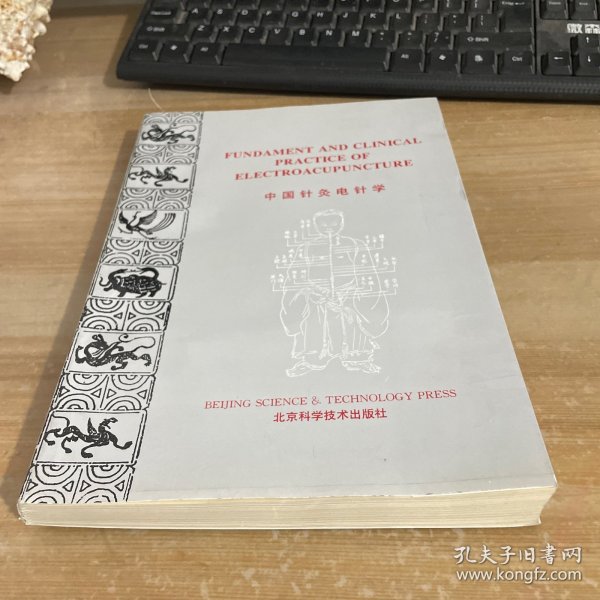 FUNDAMENT AND CLINICAL
PRACTICE OF
ELECTROACUPUNCTURE
中国针灸电针学
BEIJING SCIENCE & TECHNOLOGY PRESS
北京科学技术出版社
孔夫子旧书网
www.kongfz.com